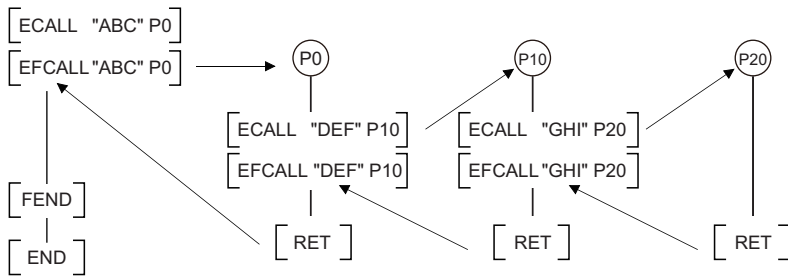 ECALL "ABC" P0
EFCALL "ABC" P0
FEND
END
P0
ECALL "DEF" P10
EFCALL "DEF" P10
RET
P10
ECALL "GHI" P20
EFCALL "GHI" P20
RET
P20
RET